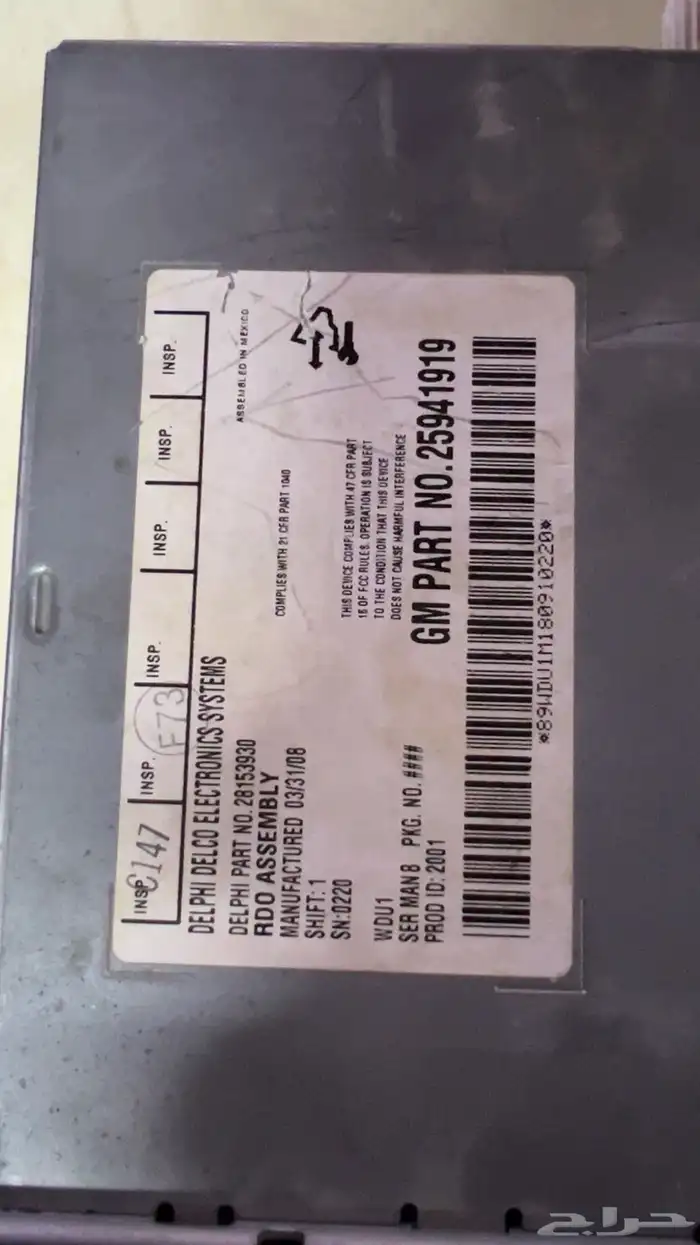 INSP. C147
INSP. F73
INSP.
INSP.
INSP.
INSP.
DELPHI DELCO ELECTRONICS SYSTEMS
DELPHI PART NO. 28153930
ASSEMBLED IN MEXICO
RDO ASSEMBLY
MANUFACTURED 03/31/08
COMPLIES WITH 21 CFR PART 1040
SHIFT: 1
SN:0220
THIS DEVICE COMPLIES WITH 47 CFR PART
15 OF FCC RULES. OPERATION IS SUBJECT
TO THE CONDITION THAT THIS DEVICE
DOES NOT CAUSE HARMFUL INTERFERENCE
WDU1
SER MAN 8 PKG. NO. ####
PROD ID: 2001
GM PART NO. 25941919
*89WDU1M180910220*
حراج